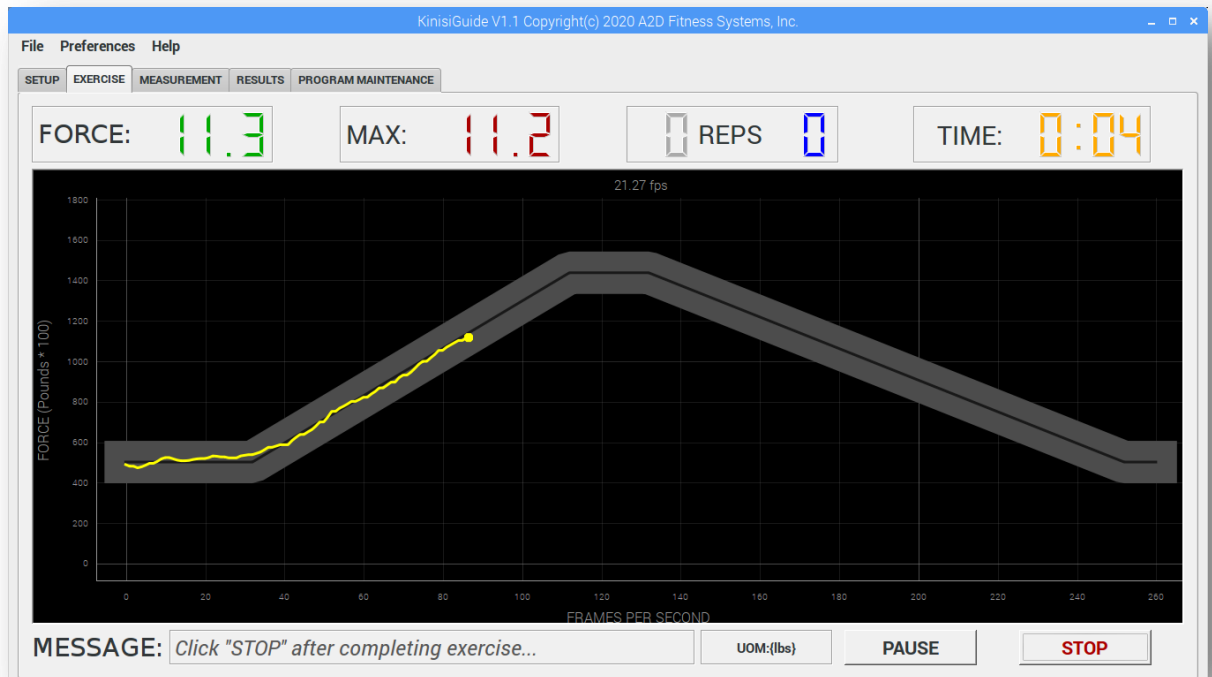 KinisiGuide V1.1 Copyright(c) 2020 A2D Fitness Systems, Inc.
File Preferences Help
SETUP EXERCISE MEASUREMENT RESULTS PROGRAM MAINTENANCE
FORCE: 11.3 MAX: 11.2 0 REPS 0 TIME: 0:04
21.27 fps
1800
1600
1400
1200
1000
800
600
400
200
0
FORCE (Pounds * 100)
0 20 40 60 80 100 120 140 160 180 200 220 240 260
FRAMES PER SECOND
MESSAGE: Click "STOP" after completing exercise... UOM:{lbs} PAUSE STOP